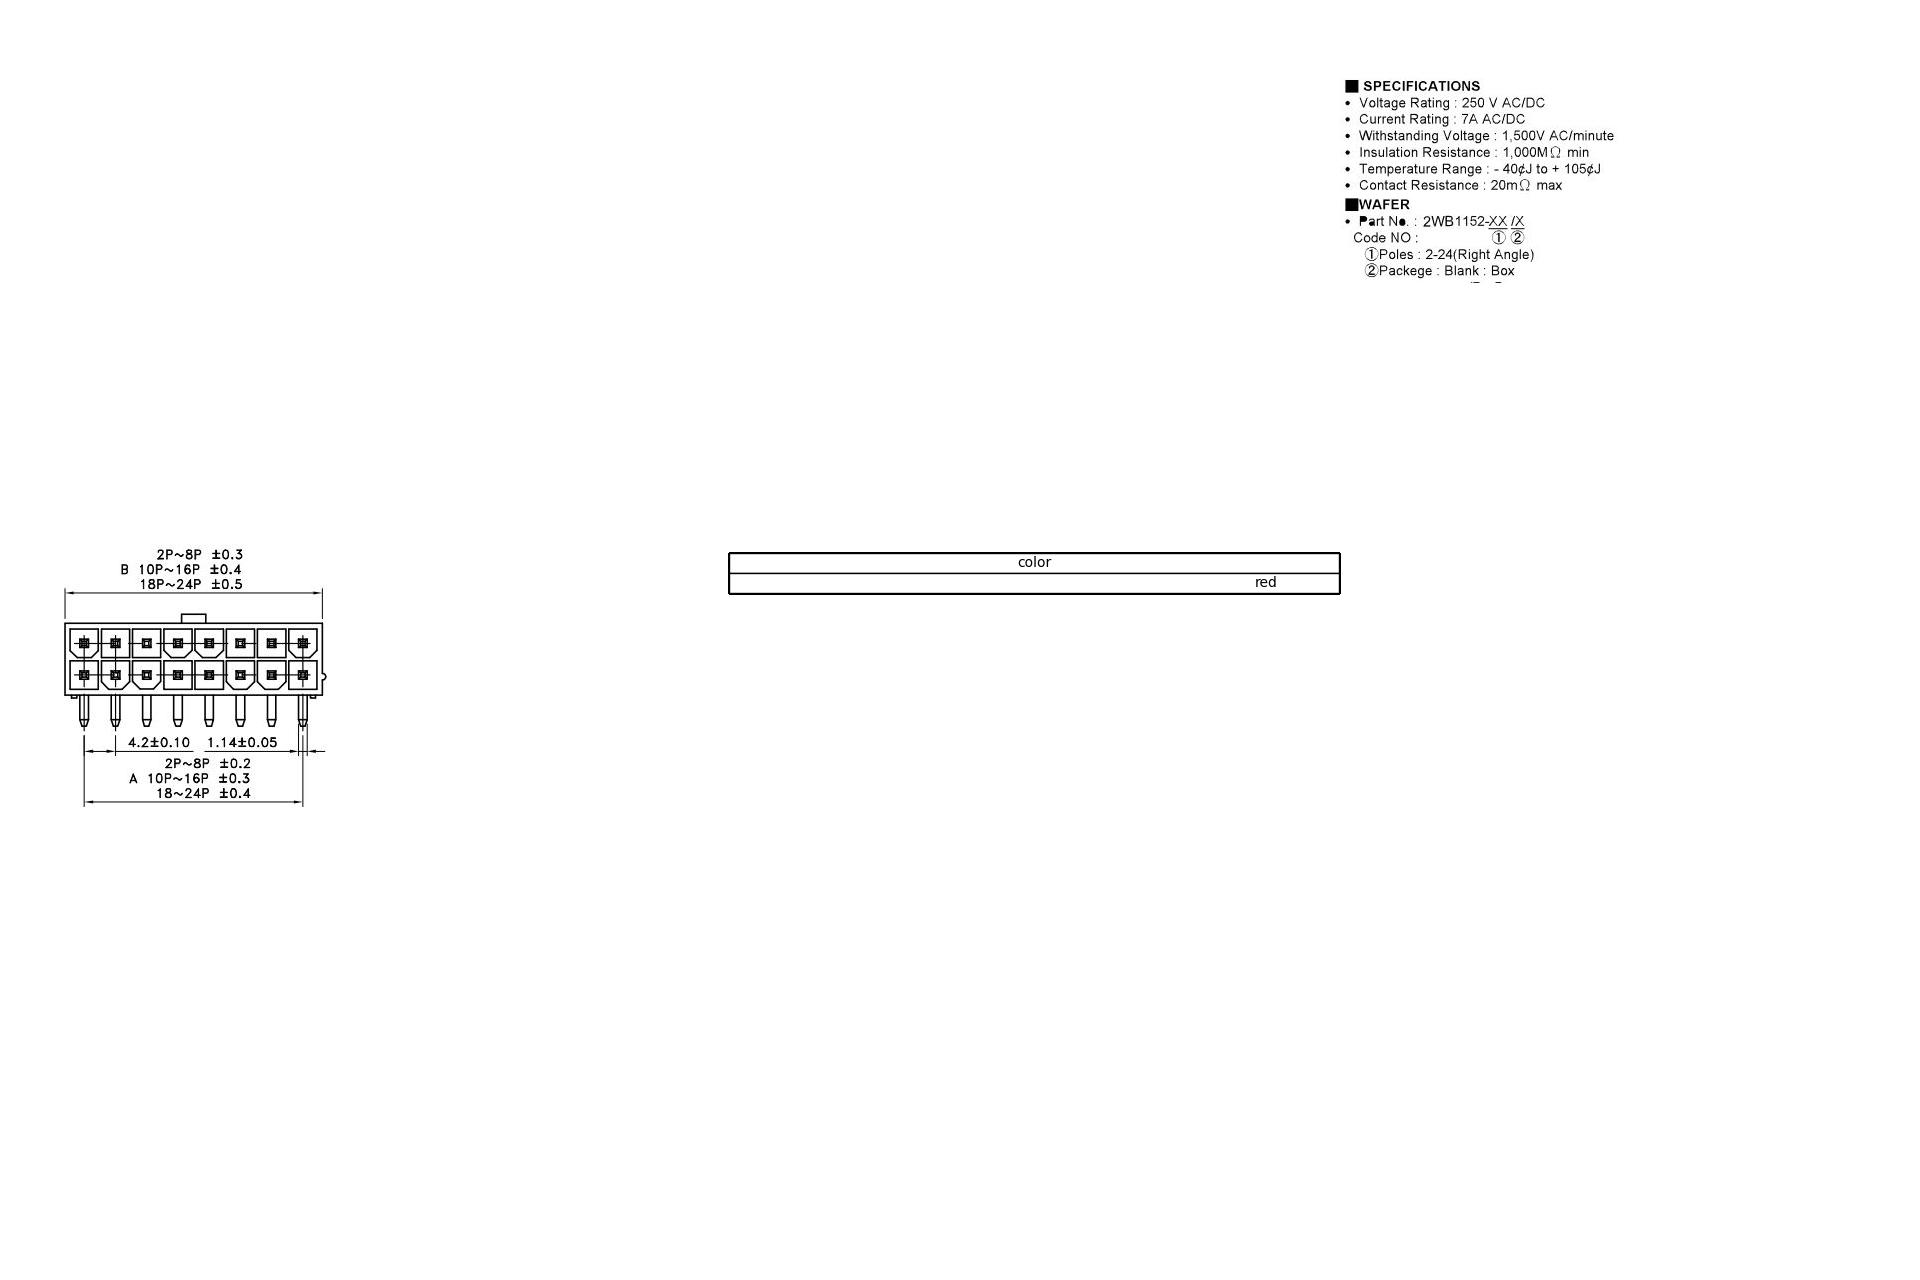 ■ SPECIFICATIONS
• Voltage Rating : 250 V AC/DC
• Current Rating : 7A AC/DC
• Withstanding Voltage : 1,500V AC/minute
• Insulation Resistance : 1,000MΩ min
• Temperature Range : - 40¢J to + 105¢J
• Contact Resistance : 20mΩ max
■WAFER
• Part No. : 2WB1152-XX /X
Code NO : ① ②
①Poles : 2-24(Right Angle)
②Packege : Blank : Box
2P~8P ±0.3
B 10P~16P ±0.4
18P~24P ±0.5
color
red
4.2±0.10 1.14±0.05
2P~8P ±0.2
A 10P~16P ±0.3
18~24P ±0.4